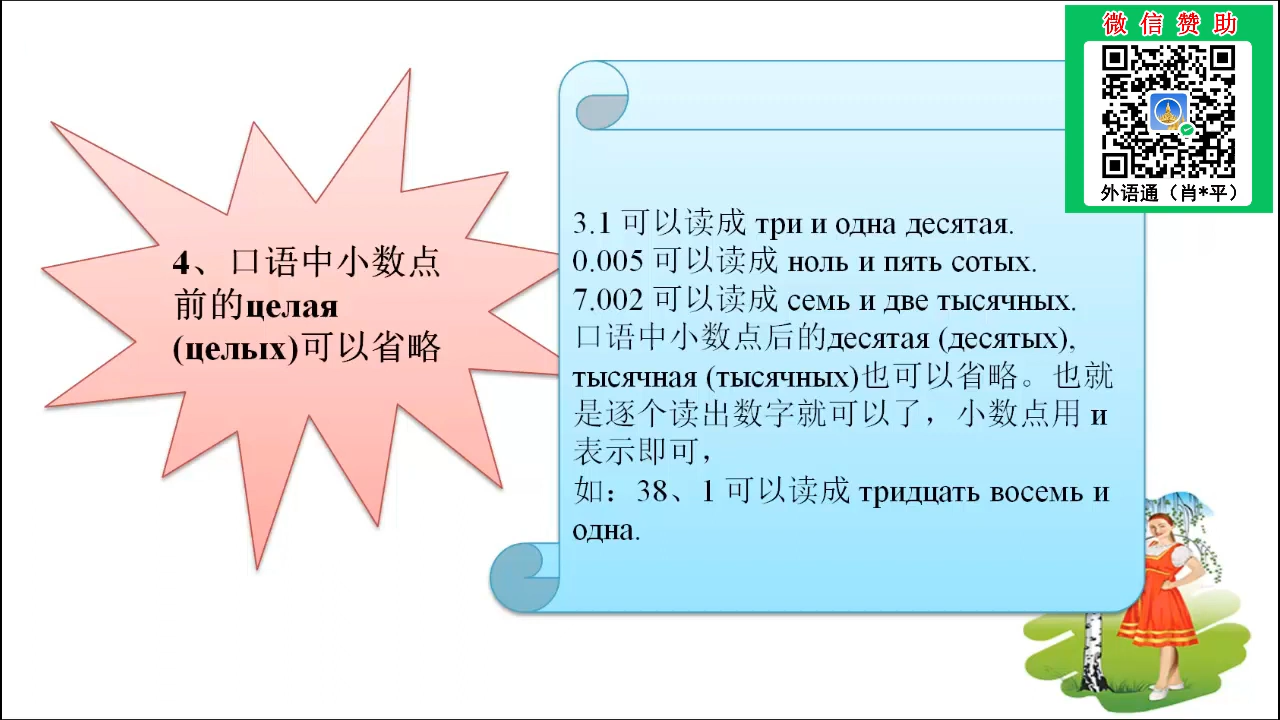 微信赞助
外语通（肖*平）
4、口语中小数点
前的целая
(целых)可以省略
3.1 可以读成 три и одна десятая.
0.005 可以读成 ноль и пять сотых.
7.002 可以读成 семь и две тысячных.
口语中小数点后的десятая (десятых),
тысячная (тысячных)也可以省略。也就
是逐个读出数字就可以了，小数点用 и
表示即可，
如：38、1 可以读成 тридцать восемь и
одна.